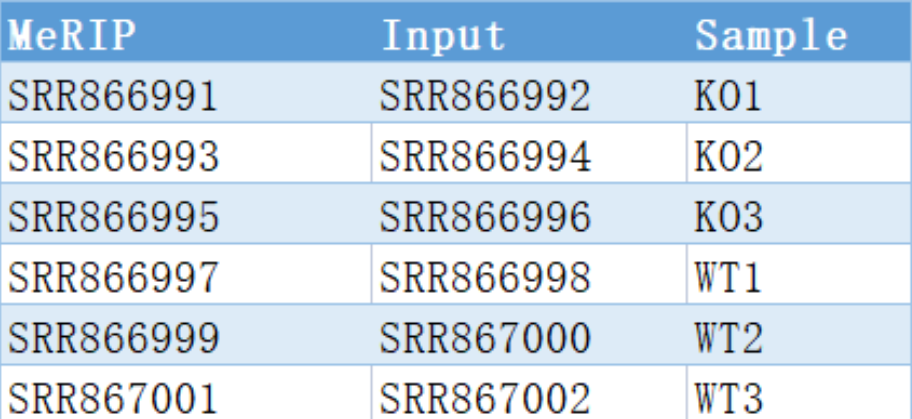 MeRIP Input Sample
SRR866991 SRR866992 KO1
SRR866993 SRR866994 KO2
SRR866995 SRR866996 KO3
SRR866997 SRR866998 WT1
SRR866999 SRR867000 WT2
SRR867001 SRR867002 WT3